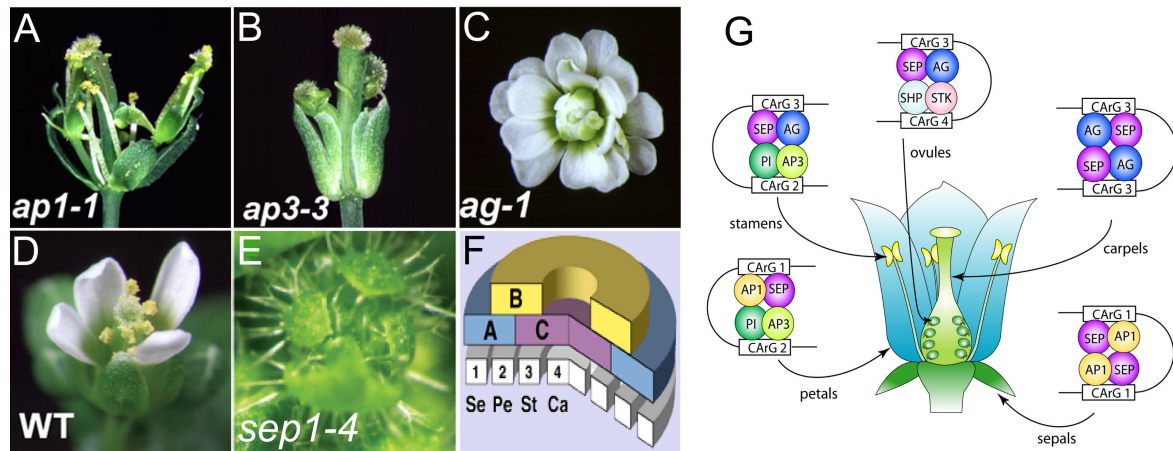 A
ap1-1
B
ap3-3
C
ag-1
D
WT
E
sep1-4
F
B
A C
1 2 3 4
Se Pe St Ca
G
CArG 3
SEP AG
SHP STK
CArG 4
ovules
CArG 3
SEP AG
PI AP3
CArG 2
stamens
CArG 3
AG SEP
SEP AG
CArG 3
carpels
CArG 1
AP1 SEP
PI AP3
CArG 2
petals
CArG 1
SEP AP1
AP1 SEP
CArG 1
sepals